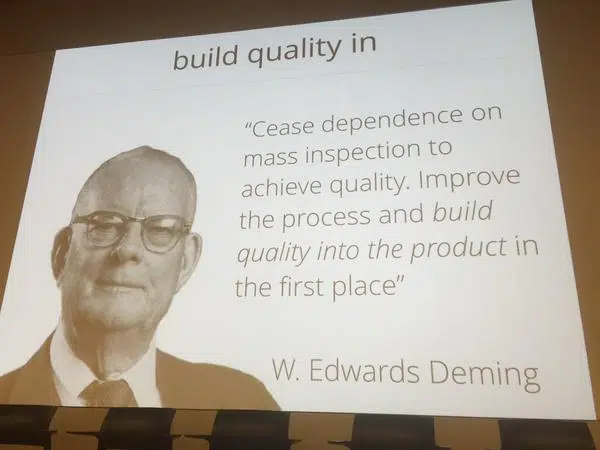 build quality in
“Cease dependence on
mass inspection to
achieve quality. Improve
the process and build
quality into the product in
the first place”
W. Edwards Deming